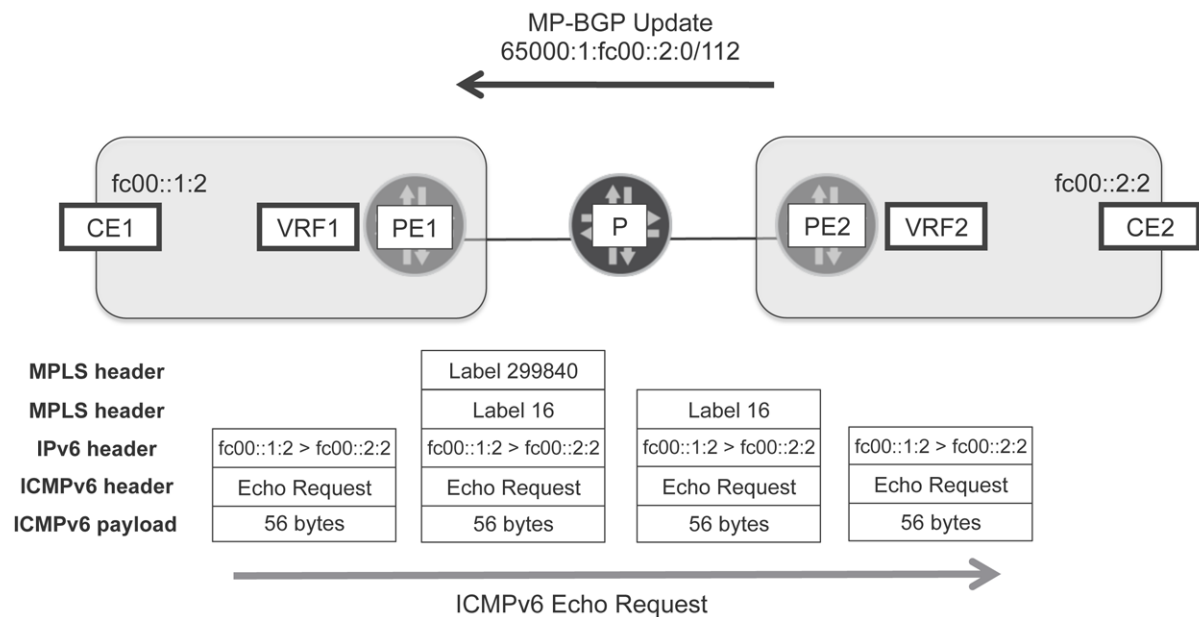 MP-BGP Update
65000:1:fc00::2:0/112
fc00::1:2
fc00::2:2
CE1
VRF1
PE1
P
PE2
VRF2
CE2
MPLS header
Label 299840
MPLS header
Label 16
Label 16
IPv6 header
fc00::1:2 > fc00::2:2
fc00::1:2 > fc00::2:2
fc00::1:2 > fc00::2:2
fc00::1:2 > fc00::2:2
ICMPv6 header
Echo Request
Echo Request
Echo Request
Echo Request
ICMPv6 payload
56 bytes
56 bytes
56 bytes
56 bytes
ICMPv6 Echo Request